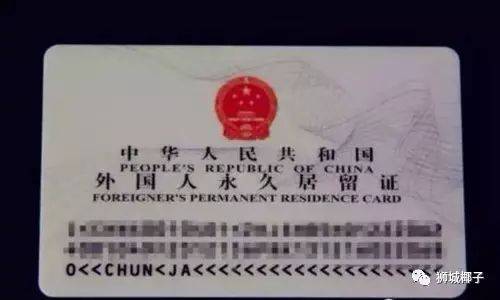 中华人民共和国
PEOPLE'S REPUBLIC OF CHINA
外国人永久居留证
FOREIGNER'S PERMANENT RESIDENCE CARD
O<<CHUN<JA<<<<<<<<<<<<<<<<<<<
狮城椰子